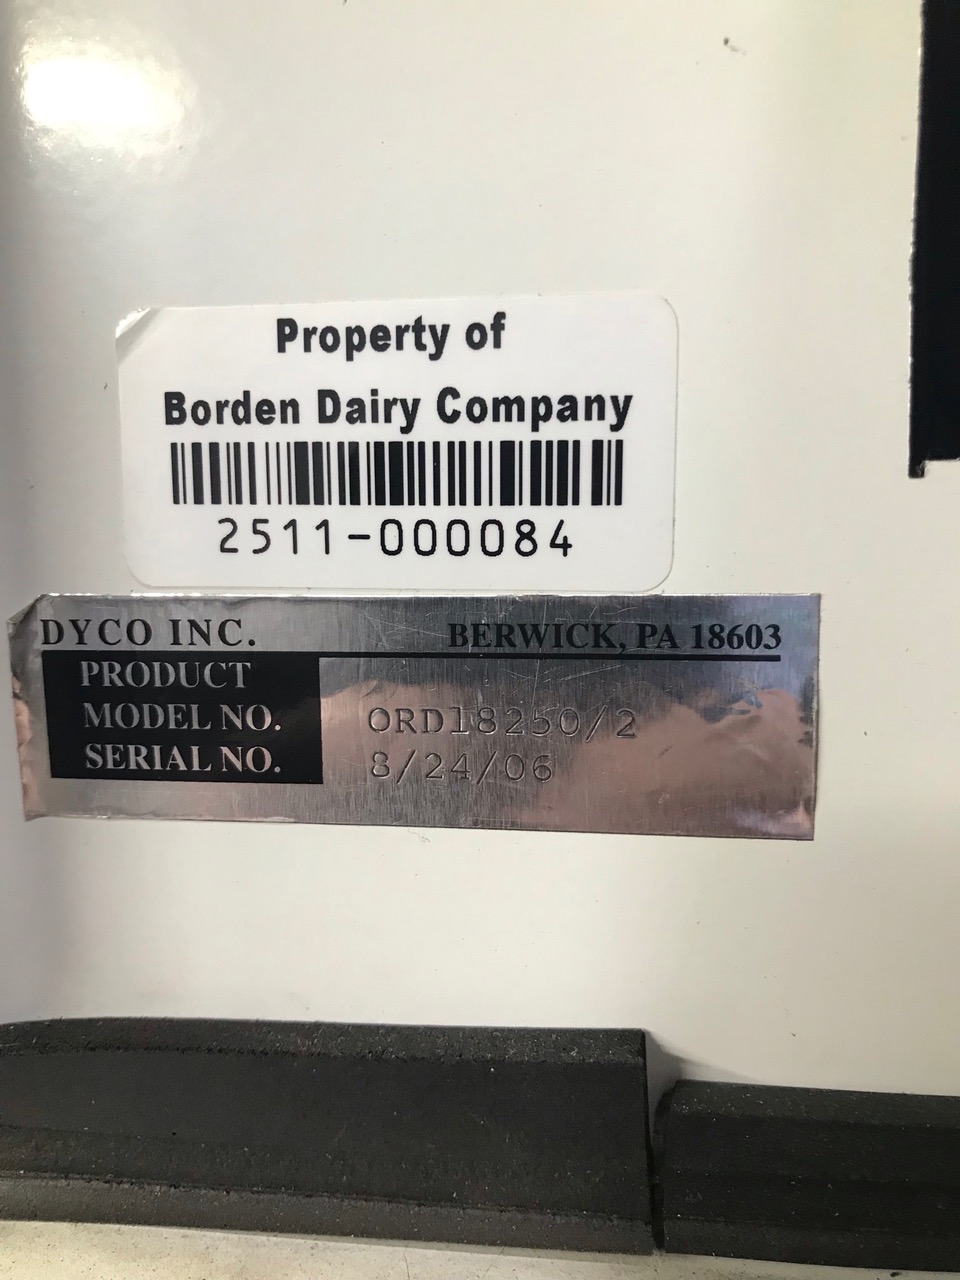 Property of
Borden Dairy Company
2511-000084
DYCO INC. BERWICK, PA 18603
PRODUCT
MODEL NO. ORD18250/2
SERIAL NO. 8/24/06